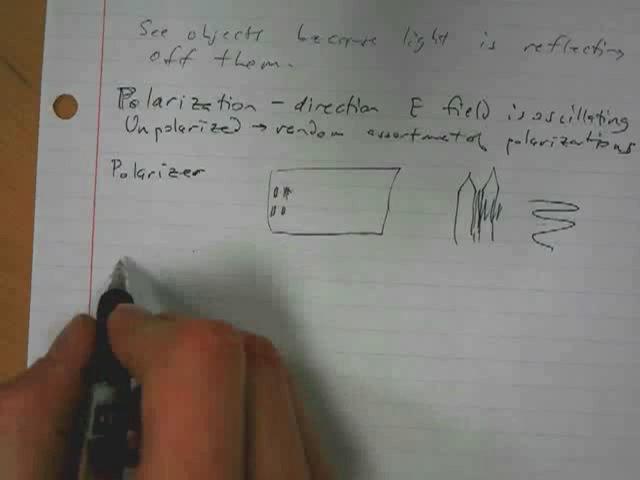 See objects because light is reflecting
off them.
Polarization - direction E field is oscillating
Unpolarized → random assortment of polarizations
Polarizer